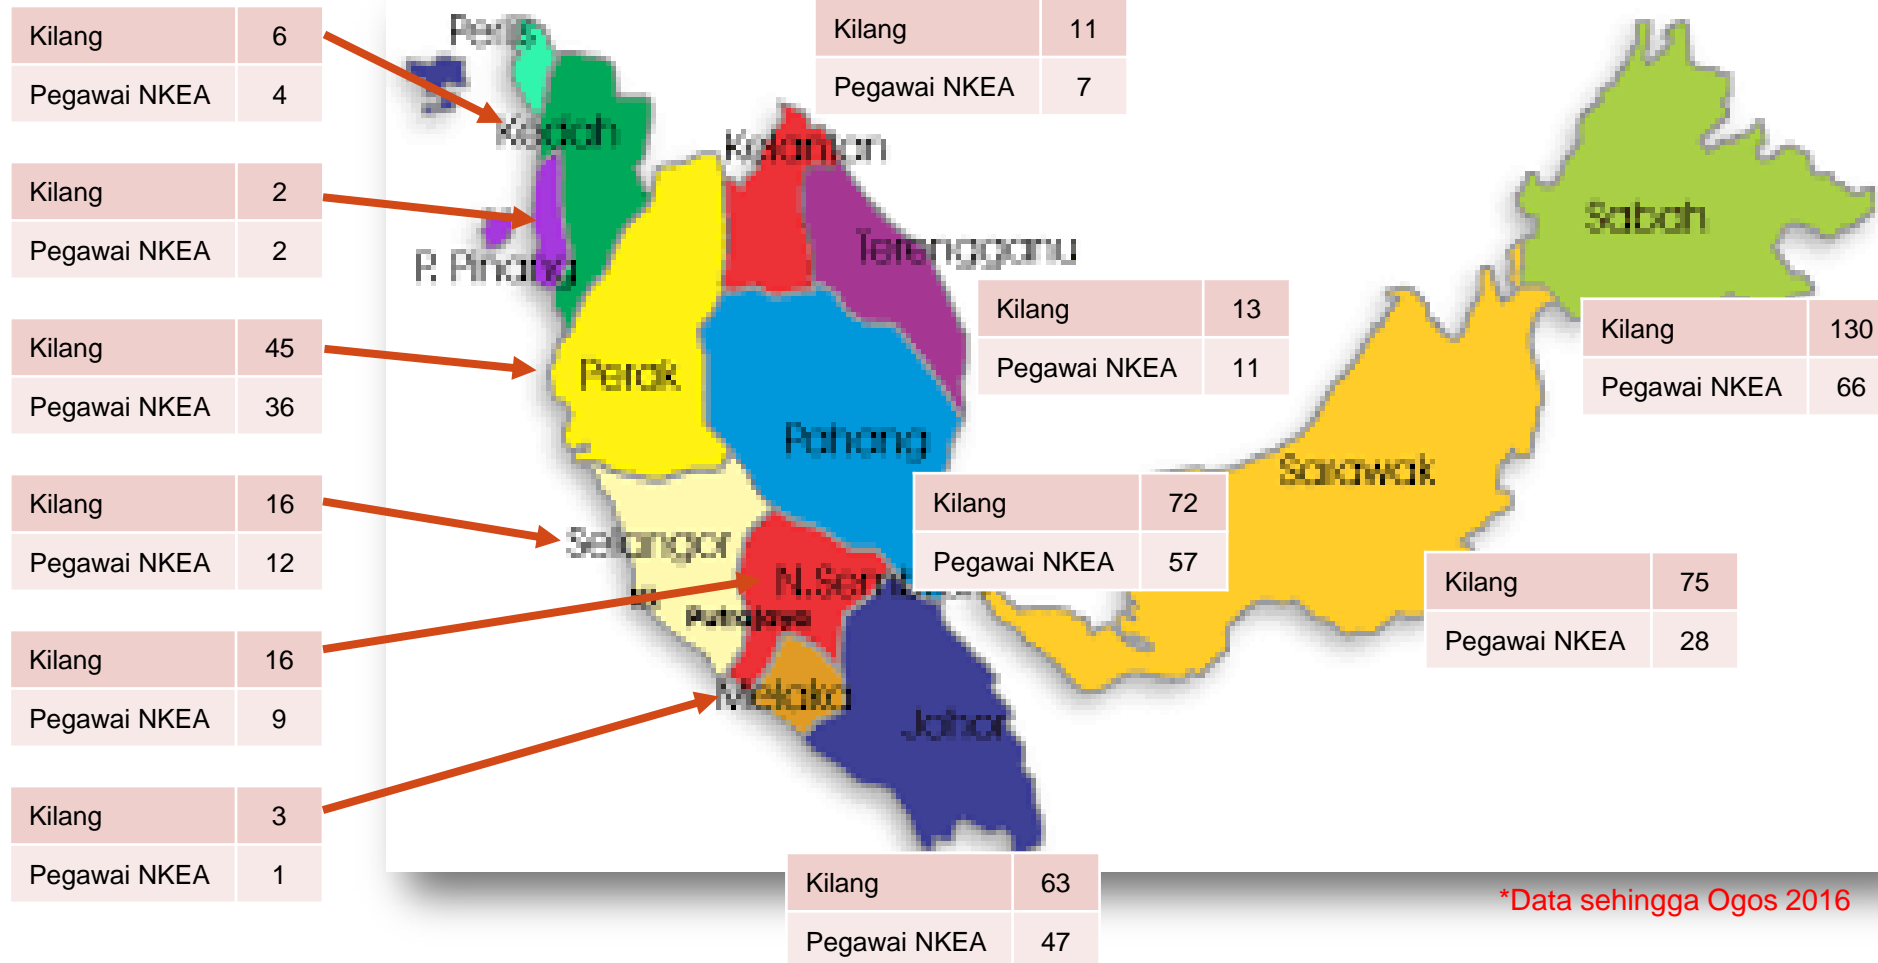 Kilang 6
Pegawai NKEA 4
Kilang 2
Pegawai NKEA 2
Kilang 45
Pegawai NKEA 36
Kilang 16
Pegawai NKEA 12
Kilang 16
Pegawai NKEA 9
Kilang 3
Pegawai NKEA 1
Kilang 11
Pegawai NKEA 7
Kilang 13
Pegawai NKEA 11
Kilang 72
Pegawai NKEA 57
Kilang 63
Pegawai NKEA 47
Kilang 130
Pegawai NKEA 66
Kilang 75
Pegawai NKEA 28
Perlis
Kedah
P. Pinang
Kelantan
Terengganu
Perak
Pahang
Selangor
Putrajaya
Melaka
Johor
Sabah
Sarawak
*Data sehingga Ogos 2016